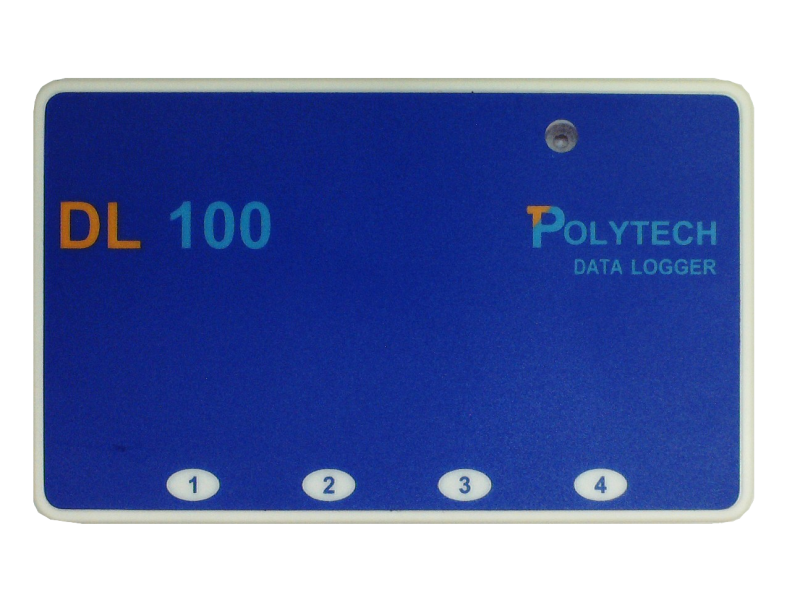 DL 100
POLYTECH
DATA LOGGER
1 2 3 4